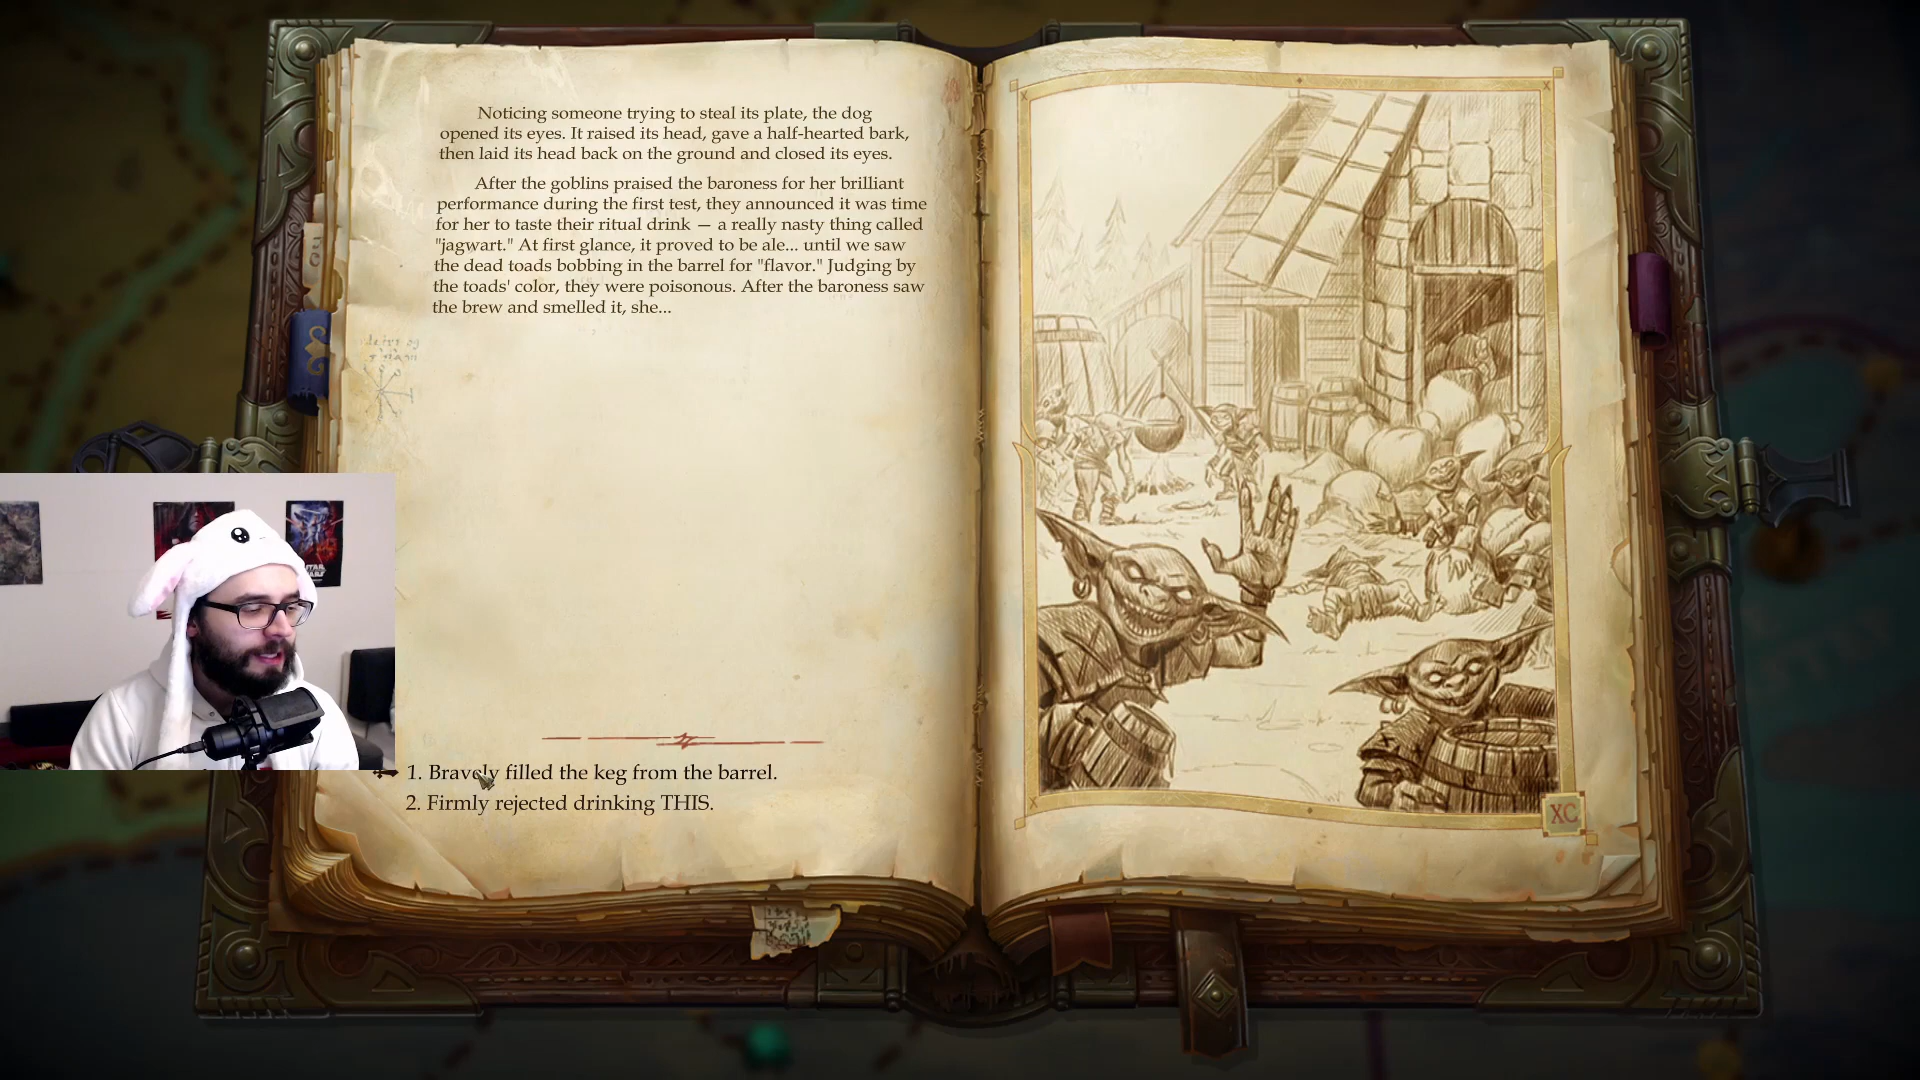 Noticing someone trying to steal its plate, the dog
opened its eyes. It raised its head, gave a half-hearted bark,
then laid its head back on the ground and closed its eyes.
After the goblins praised the baroness for her brilliant
performance during the first test, they announced it was time
for her to taste their ritual drink — a really nasty thing called
"jagwart." At first glance, it proved to be ale... until we saw
the dead toads bobbing in the barrel for "flavor." Judging by
the toads' color, they were poisonous. After the baroness saw
the brew and smelled it, she...
1. Bravely filled the keg from the barrel.
2. Firmly rejected drinking THIS.
XC
STAR
WARS